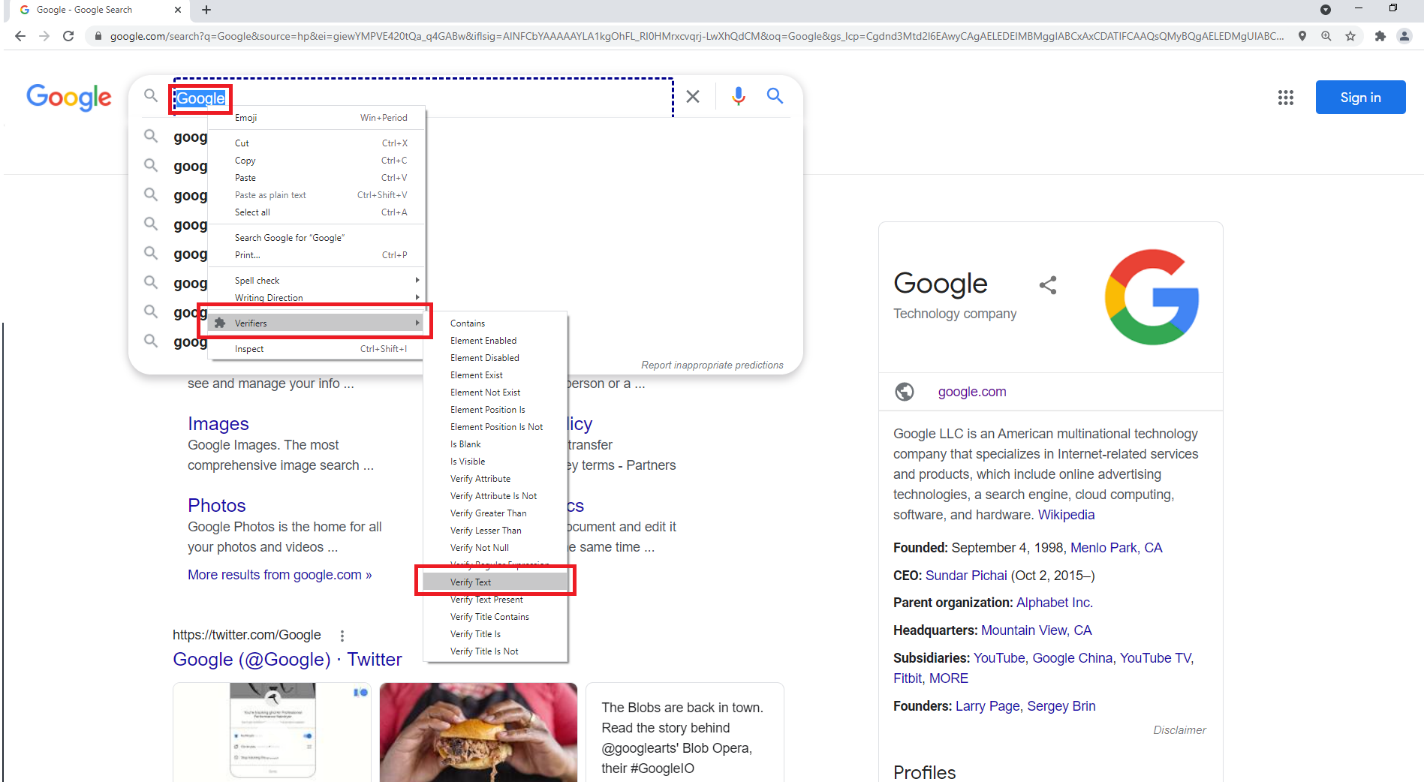 Google - Google Search
google.com/search?q=Google&source=hp&ei=giewYMPVE420tQa_q4GABw&iflsig=AINFCbYAAAAAYLA1kgOhFL_RI0HMrxcvqrj-LwXhQdCM&oq=Google&gs_lcp=Cgdnd3Mtd2l6EAwyCAgAELEDEIMBMggIABCxAxCDATIFCAAQsQMyBQgAELEDMgUIABC...
Google
Google
Sign in
goog
goog
goog
goog
goog
goog
goog
goog
Emoji Win+Period
Cut Ctrl+X
Copy Ctrl+C
Paste Ctrl+V
Paste as plain text Ctrl+Shift+V
Select all Ctrl+A
Search Google for "Google"
Print... Ctrl+P
Spell check
Writing Direction
Verifiers
Inspect Ctrl+Shift+I
Contains
Element Enabled
Element Disabled
Element Exist
Element Not Exist
Element Position Is
Element Position Is Not
Is Blank
Is Visible
Verify Attribute
Verify Attribute Is Not
Verify Greater Than
Verify Lesser Than
Verify Not Null
Verify Regular Expression
Verify Text
Verify Text Present
Verify Title Contains
Verify Title Is
Verify Title Is Not
Report inappropriate predictions
see and manage your info ...
person or a ...
Images
Google Images. The most
comprehensive image search ...
licy
transfer
ey terms - Partners
Photos
Google Photos is the home for all
your photos and videos ...
cs
ocument and edit it
e same time ...
More results from google.com »
https://twitter.com/Google
Google (@Google) · Twitter
The Blobs are back in town.
Read the story behind
@googlearts' Blob Opera,
their #GoogleIO
Google
Technology company
google.com
Google LLC is an American multinational technology
company that specializes in Internet-related services
and products, which include online advertising
technologies, a search engine, cloud computing,
software, and hardware. Wikipedia
Founded: September 4, 1998, Menlo Park, CA
CEO: Sundar Pichai (Oct 2, 2015–)
Parent organization: Alphabet Inc.
Headquarters: Mountain View, CA
Subsidiaries: YouTube, Google China, YouTube TV,
Fitbit, MORE
Founders: Larry Page, Sergey Brin
Disclaimer
Profiles